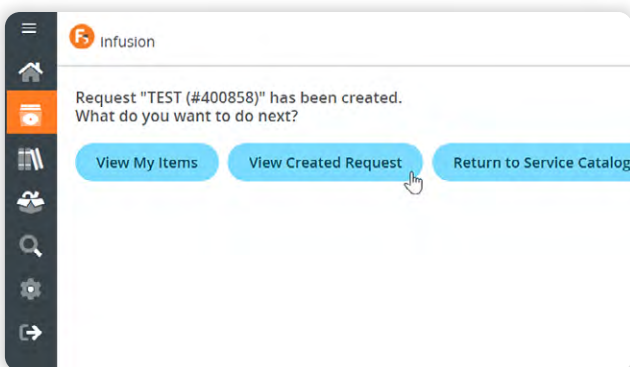 Infusion
Request "TEST (#400858)" has been created.
What do you want to do next?
View My Items
View Created Request
Return to Service Catalog